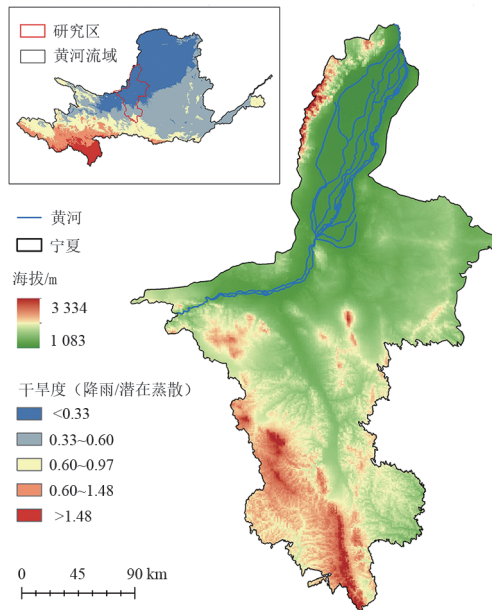 研究区
黄河流域
黄河
宁夏
海拔/m
3 334
1 083
干旱度（降雨/潜在蒸散）
<0.33
0.33~0.60
0.60~0.97
0.60~1.48
>1.48
0 45 90 km